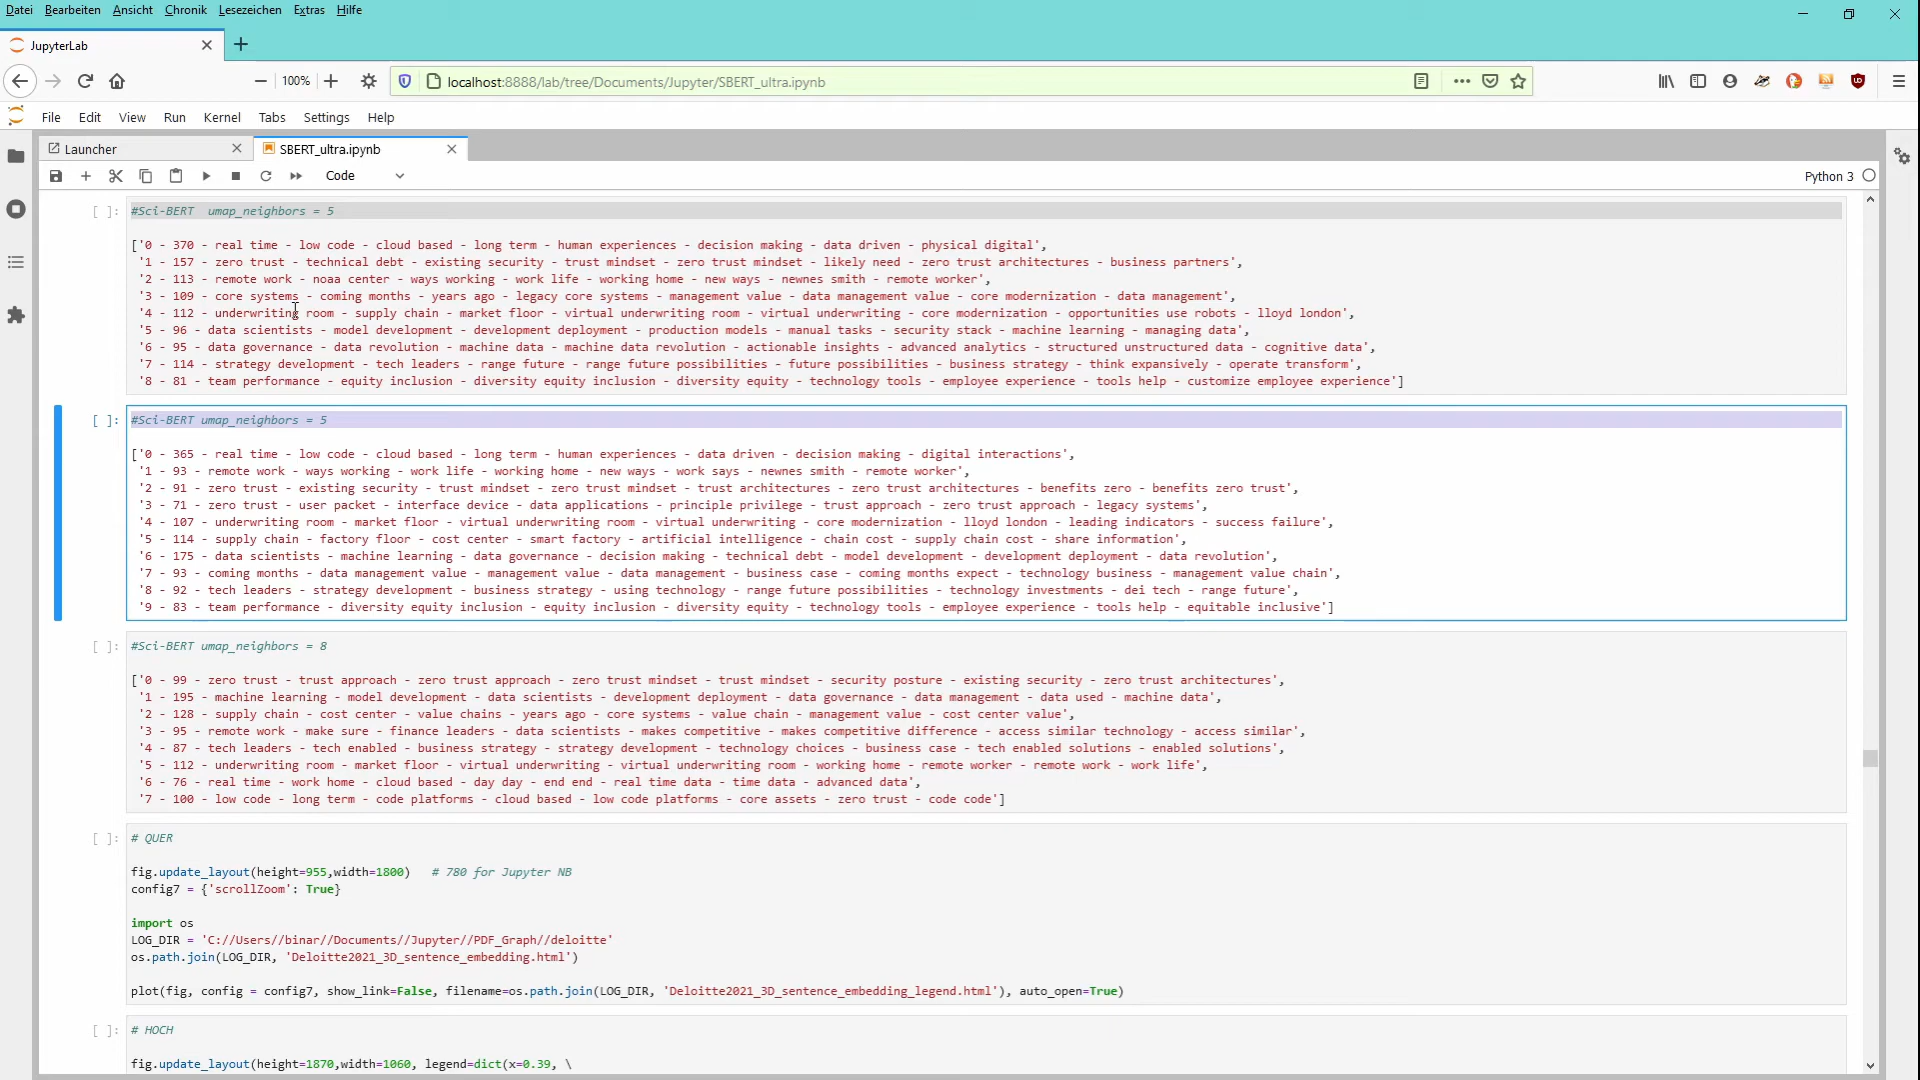 Datei Bearbeiten Ansicht Chronik Lesezeichen Extras Hilfe
JupyterLab
100%
localhost:8888/lab/tree/Documents/Jupyter/SBERT_ultra.ipynb
File Edit View Run Kernel Tabs Settings Help
Launcher SBERT_ultra.ipynb
Code Python 3
[ ]: #Sci-BERT  umap_neighbors = 5
['0 - 370 - real time - low code - cloud based - long term - human experiences - decision making - data driven - physical digital',
'1 - 157 - zero trust - technical debt - existing security - trust mindset - zero trust mindset - likely need - zero trust architectures - business partners',
'2 - 113 - remote work - noaa center - ways working - work life - working home - new ways - newnes smith - remote worker',
'3 - 109 - core systems - coming months - years ago - legacy core systems - management value - data management value - core modernization - data management',
'4 - 112 - underwriting room - supply chain - market floor - virtual underwriting room - virtual underwriting - core modernization - opportunities use robots - lloyd london',
'5 - 96 - data scientists - model development - development deployment - production models - manual tasks - security stack - machine learning - managing data',
'6 - 95 - data governance - data revolution - machine data - machine data revolution - actionable insights - advanced analytics - structured unstructured data - cognitive data',
'7 - 114 - strategy development - tech leaders - range future - range future possibilities - future possibilities - business strategy - think expansively - operate transform',
'8 - 81 - team performance - equity inclusion - diversity equity inclusion - diversity equity - technology tools - employee experience - tools help - customize employee experience']
[ ]: #Sci-BERT umap_neighbors = 5
['0 - 365 - real time - low code - cloud based - long term - human experiences - data driven - decision making - digital interactions',
'1 - 93 - remote work - ways working - work life - working home - new ways - work says - newnes smith - remote worker',
'2 - 91 - zero trust - existing security - trust mindset - zero trust mindset - trust architectures - zero trust architectures - benefits zero - benefits zero trust',
'3 - 71 - zero trust - user packet - interface device - data applications - principle privilege - trust approach - zero trust approach - legacy systems',
'4 - 107 - underwriting room - market floor - virtual underwriting room - virtual underwriting - core modernization - lloyd london - leading indicators - success failure',
'5 - 114 - supply chain - factory floor - cost center - smart factory - artificial intelligence - chain cost - supply chain cost - share information',
'6 - 175 - data scientists - machine learning - data governance - decision making - technical debt - model development - development deployment - data revolution',
'7 - 93 - coming months - data management value - management value - data management - business case - coming months expect - technology business - management value chain',
'8 - 92 - tech leaders - strategy development - business strategy - using technology - range future possibilities - technology investments - dei tech - range future',
'9 - 83 - team performance - diversity equity inclusion - equity inclusion - diversity equity - technology tools - employee experience - tools help - equitable inclusive']
[ ]: #Sci-BERT umap_neighbors = 8
['0 - 99 - zero trust - trust approach - zero trust approach - zero trust mindset - trust mindset - security posture - existing security - zero trust architectures',
'1 - 195 - machine learning - model development - data scientists - development deployment - data governance - data management - data used - machine data',
'2 - 128 - supply chain - cost center - value chains - years ago - core systems - value chain - management value - cost center value',
'3 - 95 - remote work - make sure - finance leaders - data scientists - makes competitive - makes competitive difference - access similar technology - access similar',
'4 - 87 - tech leaders - tech enabled - business strategy - strategy development - technology choices - business case - tech enabled solutions - enabled solutions',
'5 - 112 - underwriting room - market floor - virtual underwriting - virtual underwriting room - working home - remote worker - remote work - work life',
'6 - 76 - real time - work home - cloud based - day day - end end - real time data - time data - advanced data',
'7 - 100 - low code - long term - code platforms - cloud based - low code platforms - core assets - zero trust - code code']
[ ]: # QUER
fig.update_layout(height=955,width=1800)   # 780 for Jupyter NB
config7 = {'scrollZoom': True}
import os
LOG_DIR = 'C://Users//binar//Documents//Jupyter//PDF_Graph//deloitte'
os.path.join(LOG_DIR, 'Deloitte2021_3D_sentence_embedding.html')
plot(fig, config = config7, show_link=False, filename=os.path.join(LOG_DIR, 'Deloitte2021_3D_sentence_embedding_legend.html'), auto_open=True)
[ ]: # HOCH
fig.update_layout(height=1870,width=1060, legend=dict(x=0.39, \